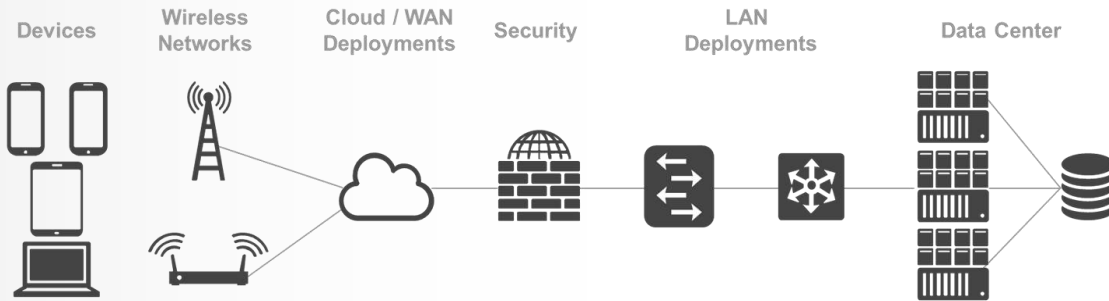 Devices
Wireless
Networks
Cloud / WAN
Deployments
Security
LAN
Deployments
Data Center